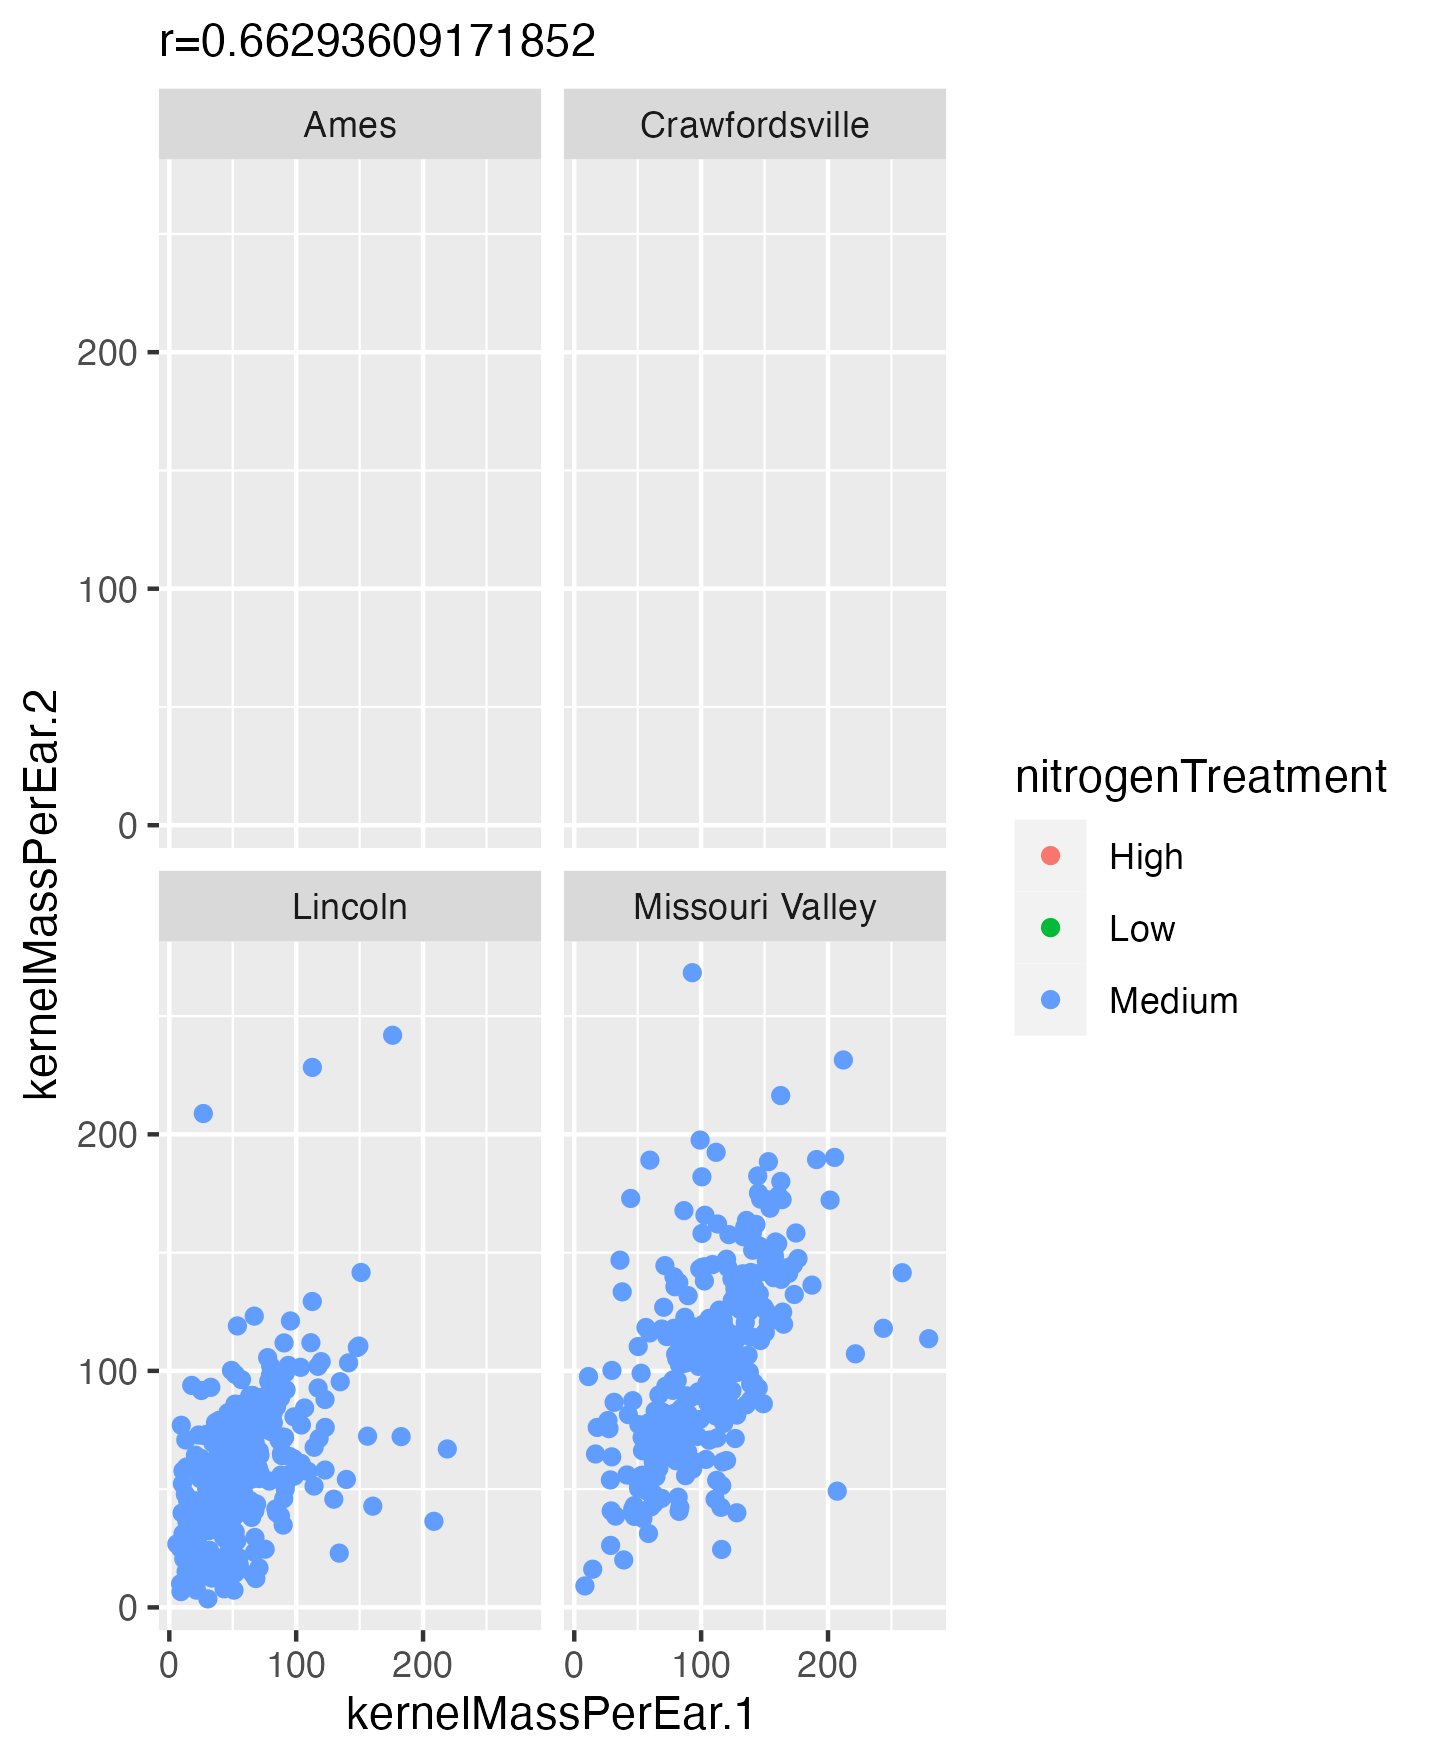 r=0.66293609171852
Ames
Crawfordsville
200
100
0
kernelMassPerEar.2
Lincoln
Missouri Valley
200
100
0
0 100 200
0 100 200
kernelMassPerEar.1
nitrogenTreatment
High
Low
Medium